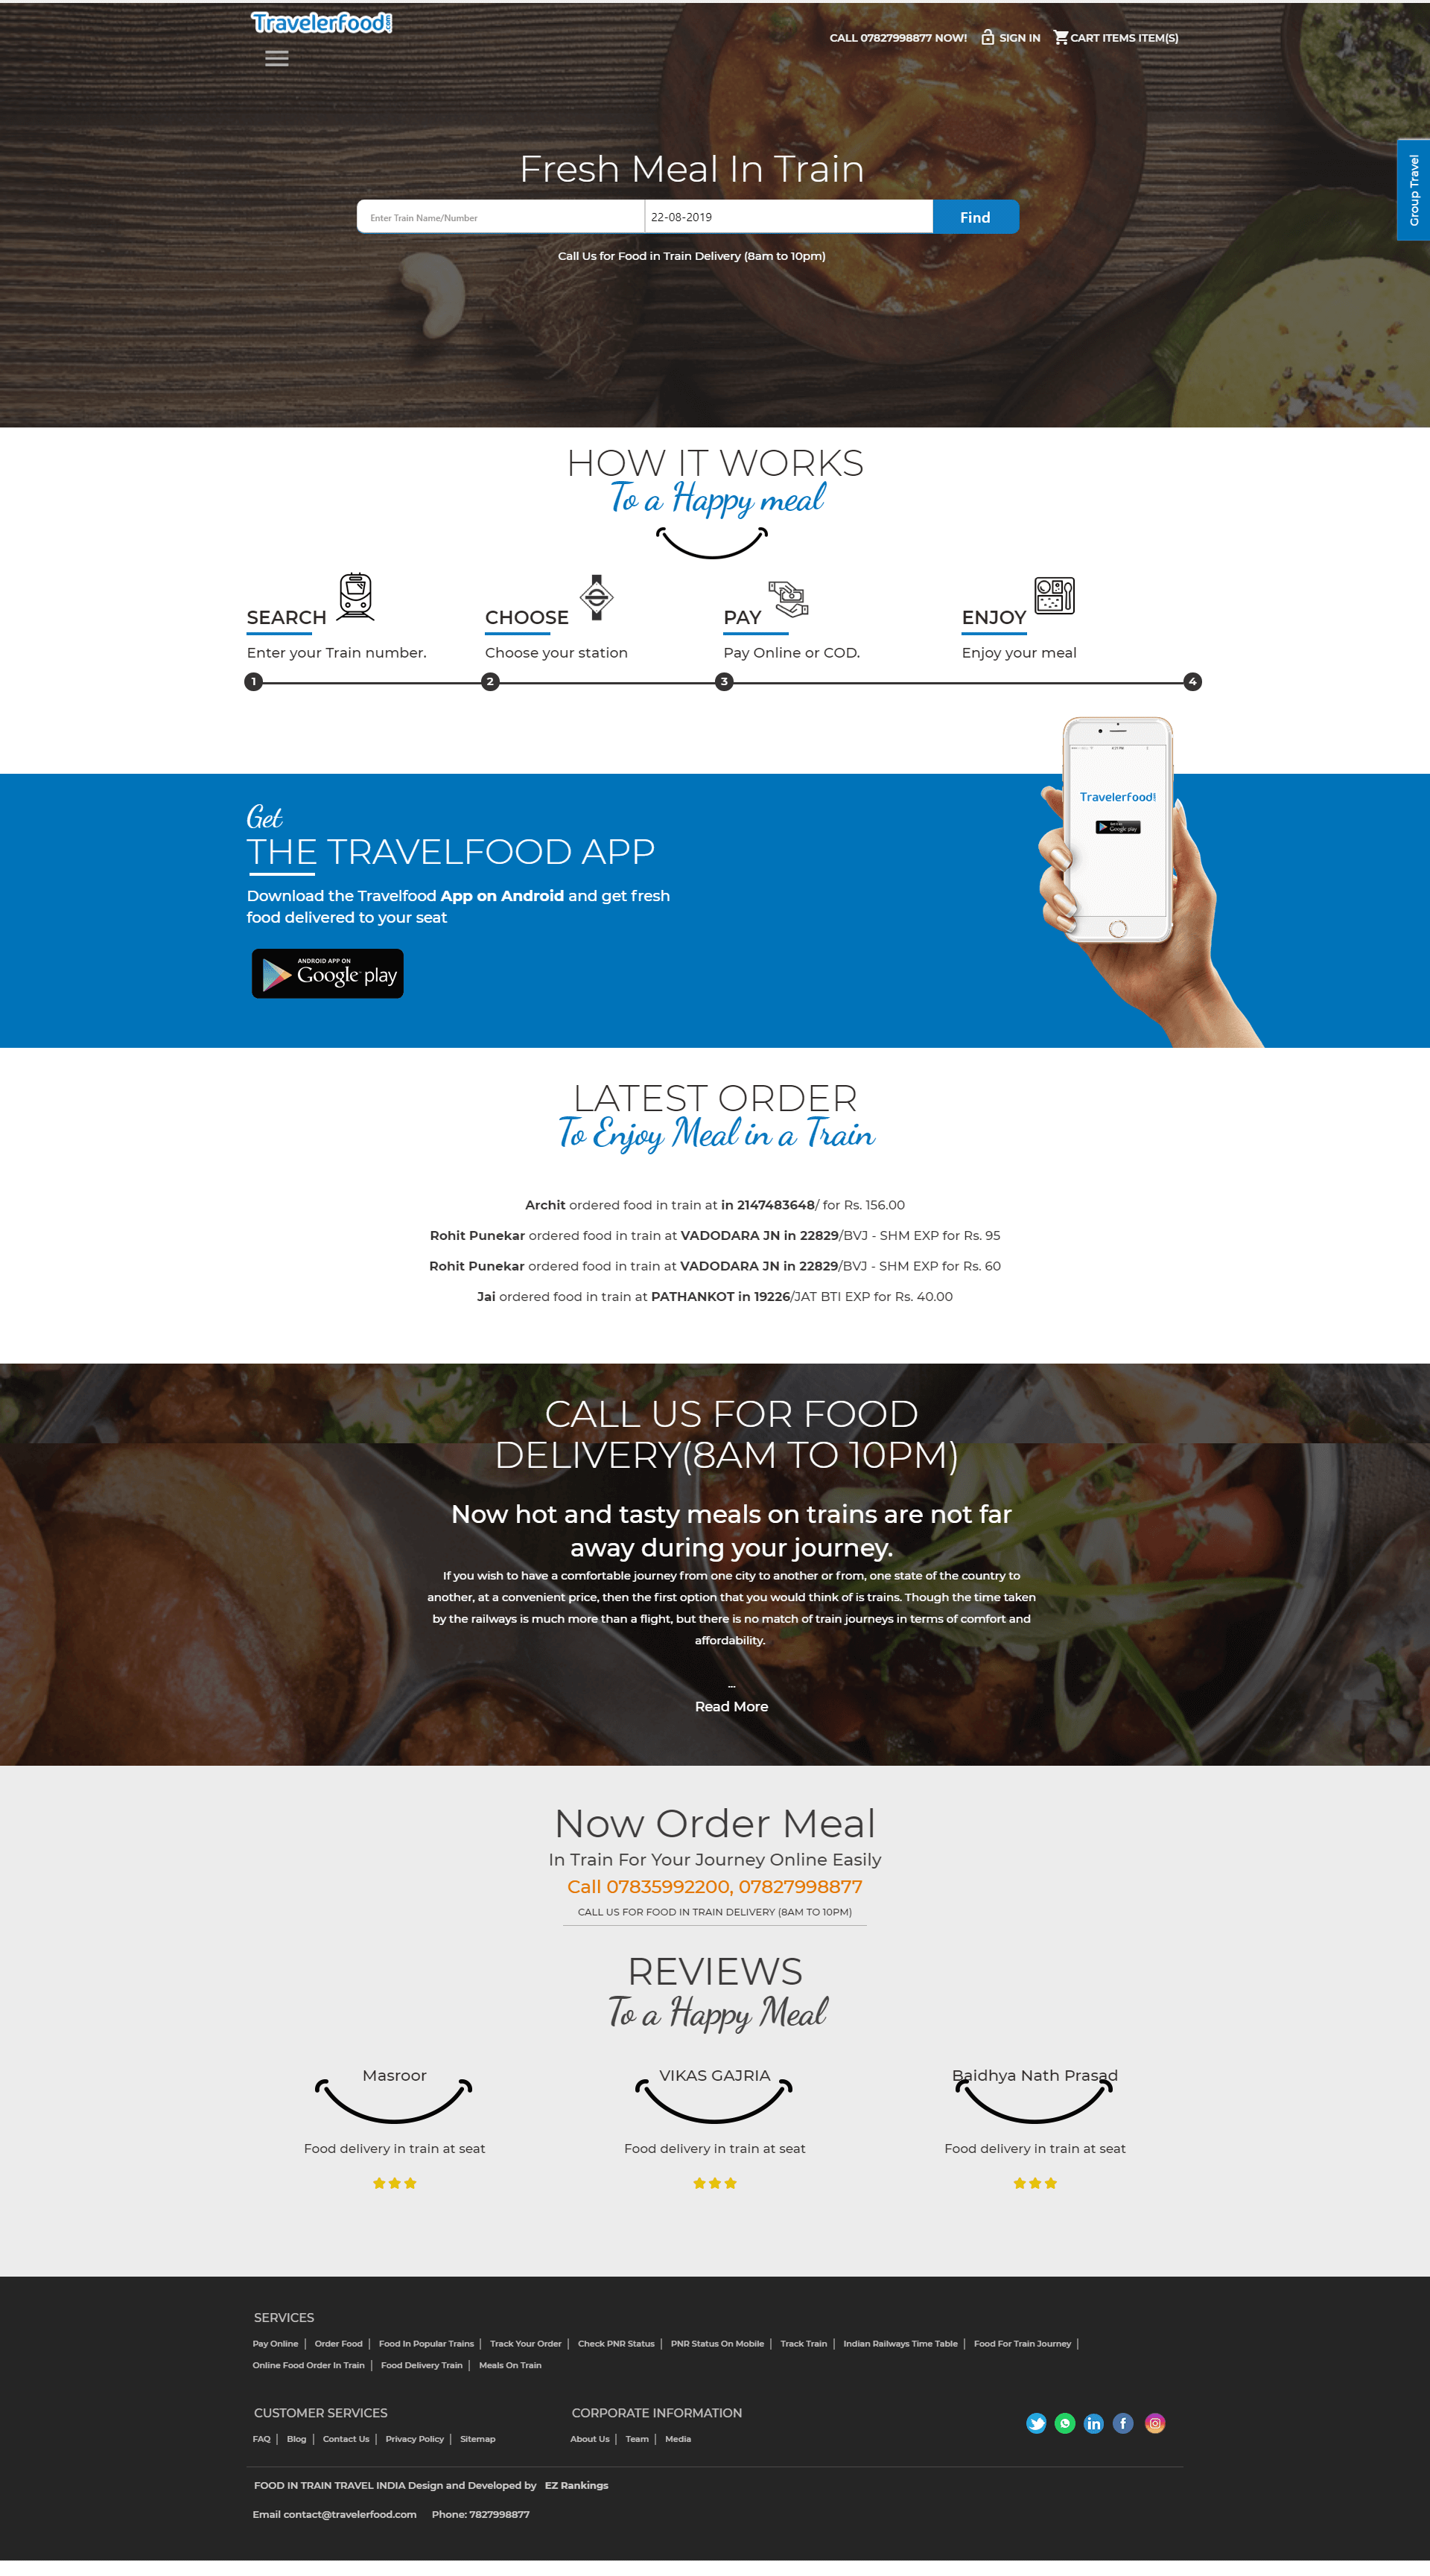 Travelerfood!.com
CALL 07827998877 NOW! SIGN IN CART ITEMS ITEM(S)
Group Travel
Fresh Meal In Train
Enter Train Name/Number 22-08-2019 Find
Call Us for Food in Train Delivery (8am to 10pm)
HOW IT WORKS
To a Happy meal
SEARCH CHOOSE PAY ENJOY
Enter your Train number. Choose your station Pay Online or COD. Enjoy your meal
1 2 3 4
Get
THE TRAVELFOOD APP
Download the Travelfood App on Android and get fresh
food delivered to your seat
ANDROID APP ON
Google play
Travelerfood!
Google play
LATEST ORDER
To Enjoy Meal in a Train
Archit ordered food in train at in 2147483648/ for Rs. 156.00
Rohit Punekar ordered food in train at VADODARA JN in 22829/BVJ - SHM EXP for Rs. 95
Rohit Punekar ordered food in train at VADODARA JN in 22829/BVJ - SHM EXP for Rs. 60
Jai ordered food in train at PATHANKOT in 19226/JAT BTI EXP for Rs. 40.00
CALL US FOR FOOD
DELIVERY(8AM TO 10PM)
Now hot and tasty meals on trains are not far
away during your journey.
If you wish to have a comfortable journey from one city to another or from, one state of the country to
another, at a convenient price, then the first option that you would think of is trains. Though the time taken
by the railways is much more than a flight, but there is no match of train journeys in terms of comfort and
affordability.
...
Read More
Now Order Meal
In Train For Your Journey Online Easily
Call 07835992200, 07827998877
CALL US FOR FOOD IN TRAIN DELIVERY (8AM TO 10PM)
REVIEWS
To a Happy Meal
Masroor VIKAS GAJRIA Baidhya Nath Prasad
Food delivery in train at seat Food delivery in train at seat Food delivery in train at seat
SERVICES
Pay Online | Order Food | Food In Popular Trains | Track Your Order | Check PNR Status | PNR Status On Mobile | Track Train | Indian Railways Time Table | Food For Train Journey |
Online Food Order In Train | Food Delivery Train | Meals On Train
CUSTOMER SERVICES CORPORATE INFORMATION
FAQ | Blog | Contact Us | Privacy Policy | Sitemap About Us | Team | Media
FOOD IN TRAIN TRAVEL INDIA Design and Developed by EZ Rankings
Email contact@travelerfood.com Phone: 7827998877